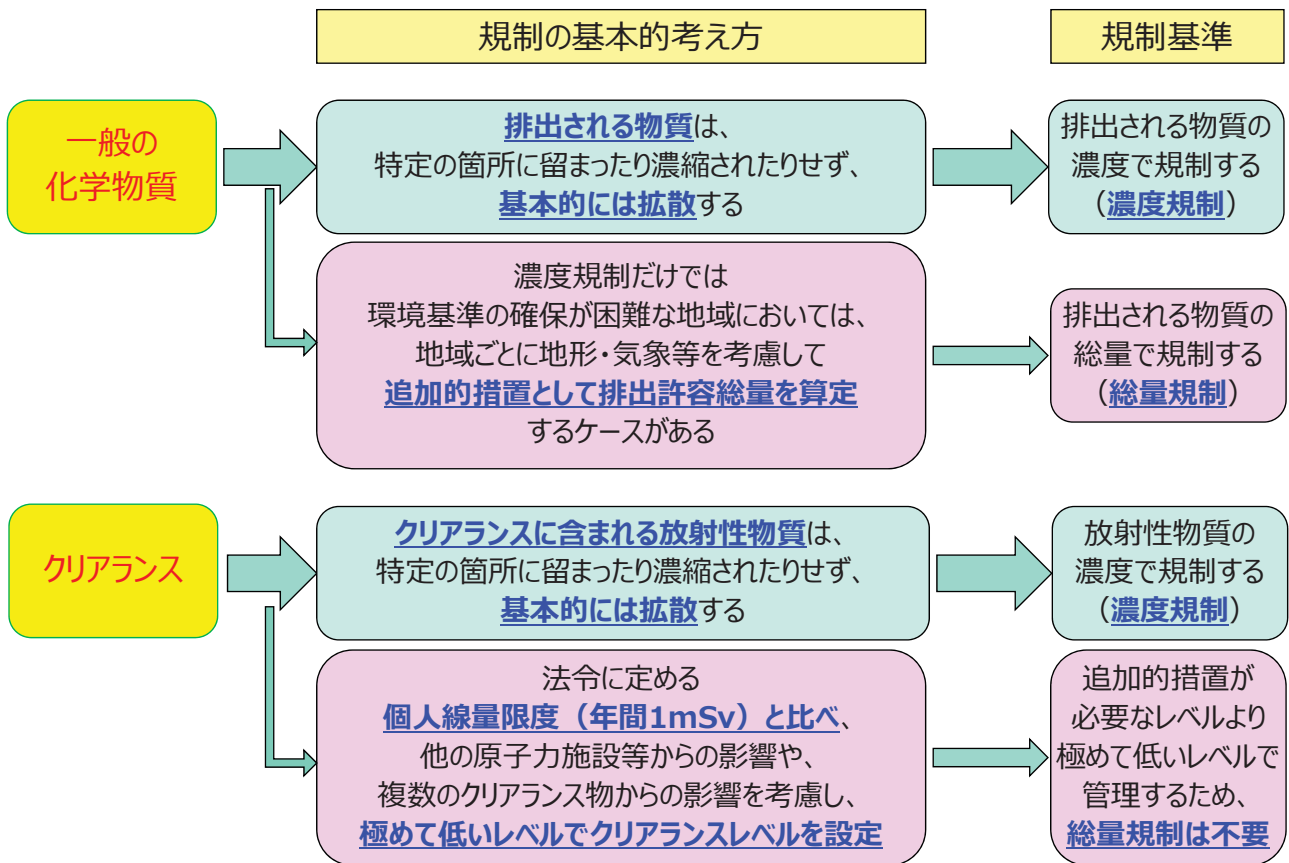 規制の基本的考え方
規制基準
一般の
化学物質
排出される物質は、
特定の箇所に留まったり濃縮されたりせず、
基本的には拡散する
排出される物質の
濃度で規制する
（濃度規制）
濃度規制だけでは
環境基準の確保が困難な地域においては、
地域ごとに地形・気象等を考慮して
追加的措置として排出許容総量を算定
するケースがある
排出される物質の
総量で規制する
（総量規制）
クリアランス
クリアランスに含まれる放射性物質は、
特定の箇所に留まったり濃縮されたりせず、
基本的には拡散する
放射性物質の
濃度で規制する
（濃度規制）
法令に定める
個人線量限度（年間1mSv）と比べ、
他の原子力施設等からの影響や、
複数のクリアランス物からの影響を考慮し、
極めて低いレベルでクリアランスレベルを設定
追加的措置が
必要なレベルより
極めて低いレベルで
管理するため、
総量規制は不要